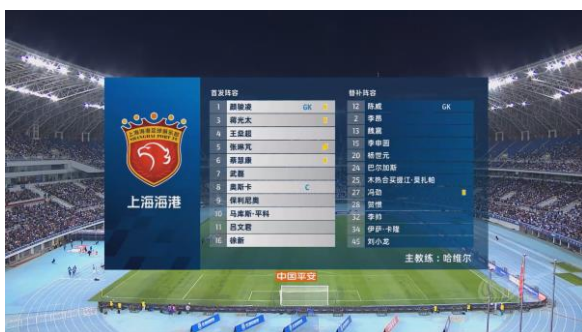 首发阵容
1 颜骏凌 GK
3 蒋光太
4 王燊超
5 张琳芃
6 蔡慧康
7 武磊
8 奥斯卡 C
9 保利尼奥
10 马库斯·平科
11 吕文君
16 徐新
替补阵容
12 陈威 GK
2 李昂
13 魏震
15 李申圆
20 杨世元
24 巴尔加斯
25 木热合买提江·莫扎帕
27 冯劲
28 贺惯
32 李帅
34 伊萨·卡隆
45 刘小龙
主教练：哈维尔
上海海港
中国平安